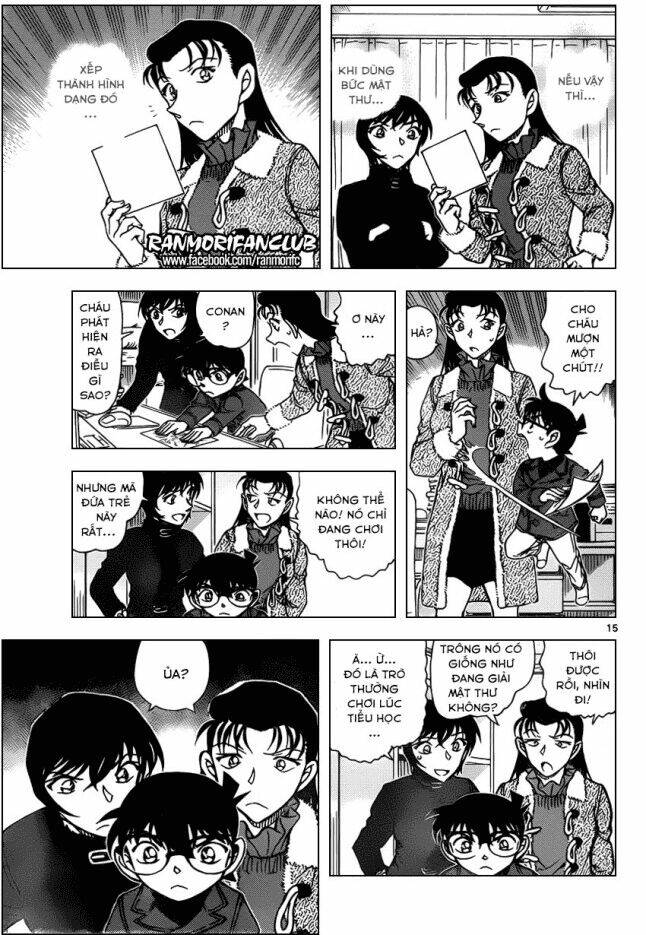 NẾU VẬY
THÌ...
KHI DÙNG
BỨC MẬT
THƯ...
XẾP
THÀNH HÌNH
DẠNG ĐÓ
...
RANMORIFANCLUB
www.facebook.com/ranmorifc
CHO
CHÁU
MƯỢN
MỘT
CHÚT!!
HẢ?
Ơ NÀY
...
CONAN
?
CHÁU
PHÁT
HIỆN
RA
ĐIỀU
GÌ
SAO?
KHÔNG THỂ
NÀO! NÓ CHỈ
ĐANG CHƠI
THÔI!
NHƯNG MÀ
ĐỨA TRẺ
NÀY
RẤT...
15
THÔI
ĐƯỢC
RỒI, NHÌN
ĐI!
TRÔNG NÓ CÓ
GIỐNG NHƯ
ĐANG GIẢI
MẬT THƯ
KHÔNG?
À... Ừ...
ĐÓ LÀ TRÒ
THƯỜNG
CHƠI LÚC
TIỂU HỌC
...
ỦA?